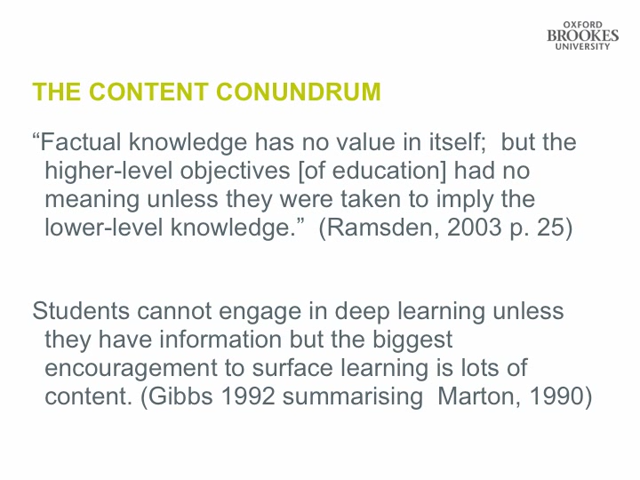 OXFORD
BROOKES
UNIVERSITY
THE CONTENT CONUNDRUM
“Factual knowledge has no value in itself;  but the
higher-level objectives [of education] had no
meaning unless they were taken to imply the
lower-level knowledge.”  (Ramsden, 2003 p. 25)
Students cannot engage in deep learning unless
they have information but the biggest
encouragement to surface learning is lots of
content. (Gibbs 1992 summarising  Marton, 1990)